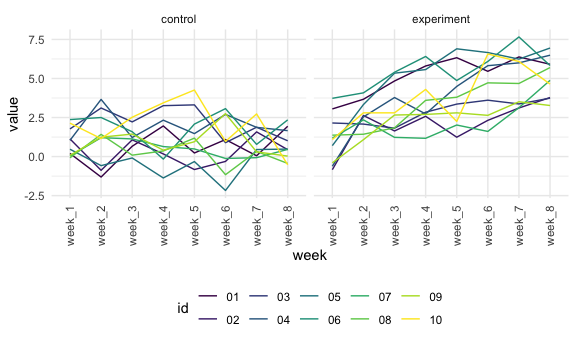 control experiment
7.5
5.0
2.5
0.0
-2.5
value
week_1 week_2 week_3 week_4 week_5 week_6 week_7 week_8 week_1 week_2 week_3 week_4 week_5 week_6 week_7 week_8
week
id
01 03 05 07 09
02 04 06 08 10